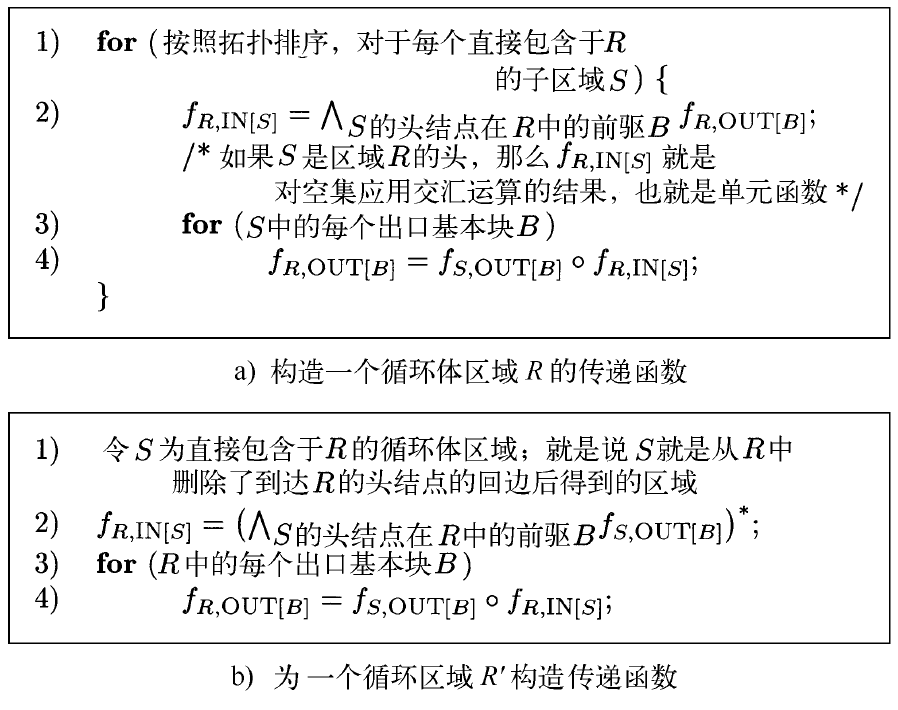 1) for (按照拓扑排序, 对于每个直接包含于R
的子区域S) {
2) f_{R,IN[S]} = ⋀_{S的头结点在R中的前驱B} f_{R,OUT[B]};
/* 如果S是区域R的头, 那么 f_{R,IN[S]} 就是
对空集应用交汇运算的结果, 也就是单元函数 */
3) for (S中的每个出口基本块B)
4) f_{R,OUT[B]} = f_{S,OUT[B]} ∘ f_{R,IN[S]};
}
a) 构造一个循环体区域R的传递函数
1) 令S为直接包含于R的循环体区域; 就是说S就是从R中
删除了到达R的头结点的回边后得到的区域
2) f_{R,IN[S]} = (⋀_{S的头结点在R中的前驱B} f_{S,OUT[B]})^*;
3) for (R中的每个出口基本块B)
4) f_{R,OUT[B]} = f_{S,OUT[B]} ∘ f_{R,IN[S]};
b) 为一个循环区域R′构造传递函数